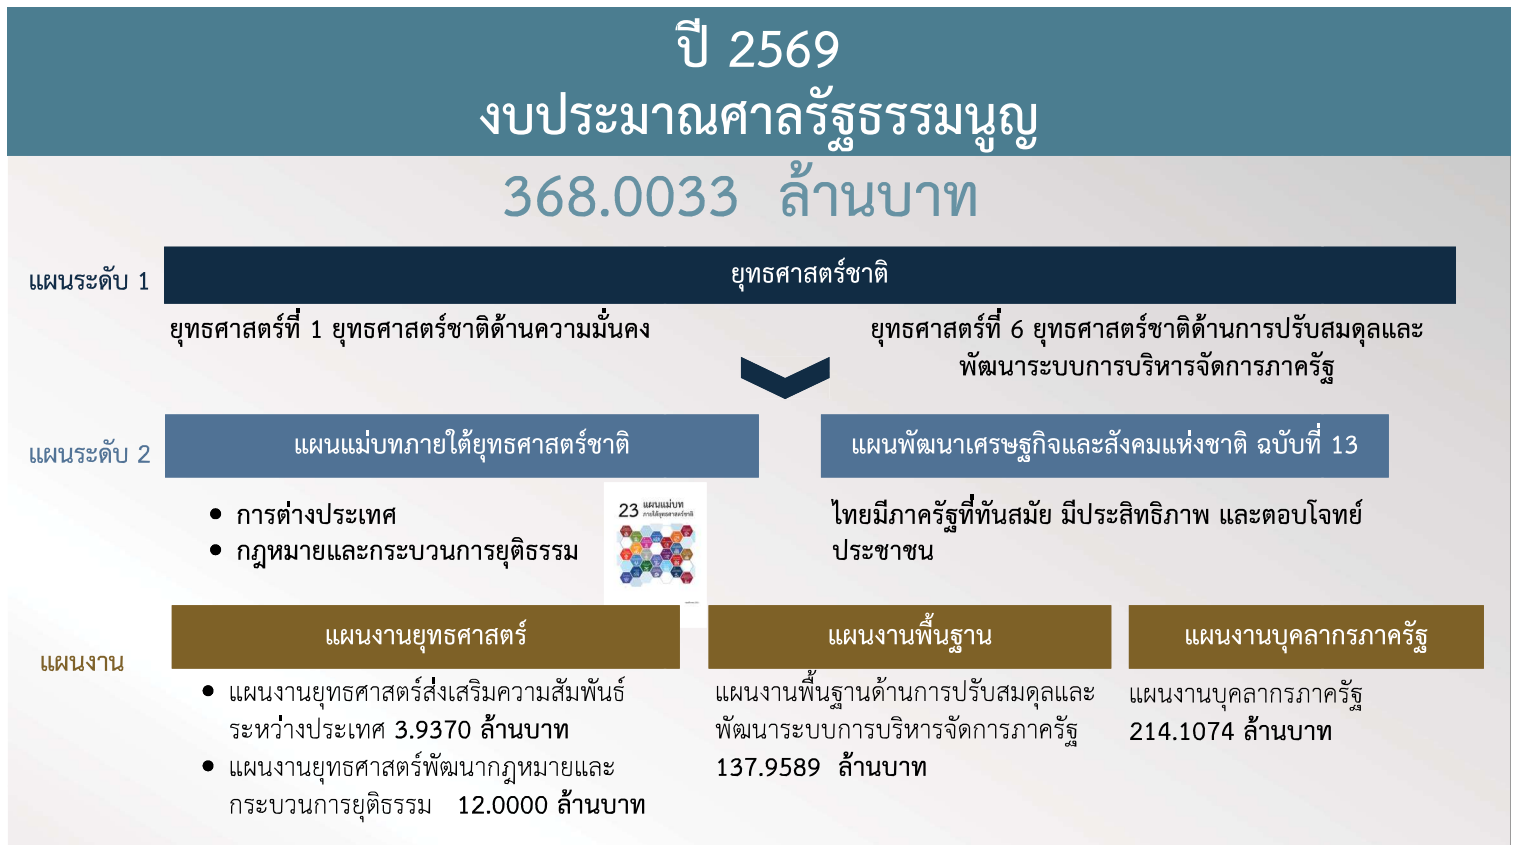 ปี 2569
งบประมาณศาลรัฐธรรมนูญ
368.0033 ล้านบาท
แผนระดับ 1
ยุทธศาสตร์ชาติ
ยุทธศาสตร์ที่ 1 ยุทธศาสตร์ชาติด้านความมั่นคง
ยุทธศาสตร์ที่ 6 ยุทธศาสตร์ชาติด้านการปรับสมดุลและ
พัฒนาระบบการบริหารจัดการภาครัฐ
แผนระดับ 2
แผนแม่บทภายใต้ยุทธศาสตร์ชาติ
แผนพัฒนาเศรษฐกิจและสังคมแห่งชาติ ฉบับที่ 13
• การต่างประเทศ
• กฎหมายและกระบวนการยุติธรรม
23 แผนแม่บท
ภายใต้ยุทธศาสตร์ชาติ
ไทยมีภาครัฐที่ทันสมัย มีประสิทธิภาพ และตอบโจทย์
ประชาชน
แผนงาน
แผนงานยุทธศาสตร์
• แผนงานยุทธศาสตร์ส่งเสริมความสัมพันธ์
ระหว่างประเทศ 3.9370 ล้านบาท
• แผนงานยุทธศาสตร์พัฒนากฎหมายและ
กระบวนการยุติธรรม 12.0000 ล้านบาท
แผนงานพื้นฐาน
แผนงานพื้นฐานด้านการปรับสมดุลและ
พัฒนาระบบการบริหารจัดการภาครัฐ
137.9589 ล้านบาท
แผนงานบุคลากรภาครัฐ
แผนงานบุคลากรภาครัฐ
214.1074 ล้านบาท